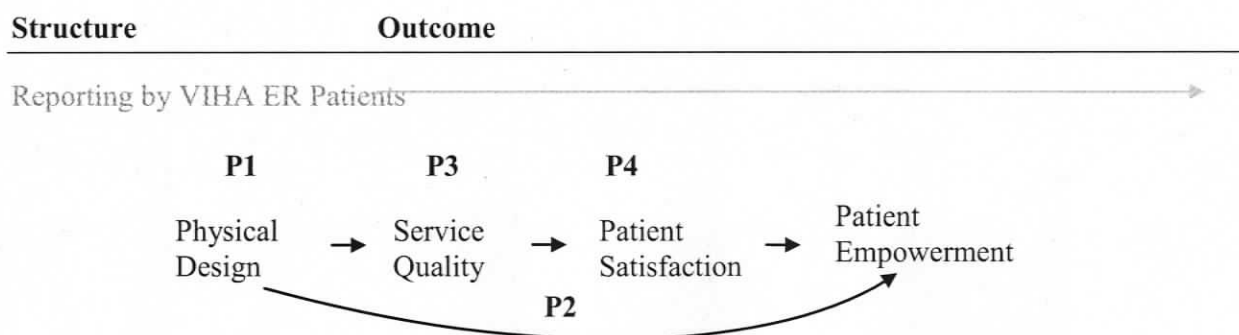 Structure Outcome
Reporting by VIHA ER Patients
P1 P3 P4
Physical Service Patient Patient
Design Quality Satisfaction Empowerment
P2